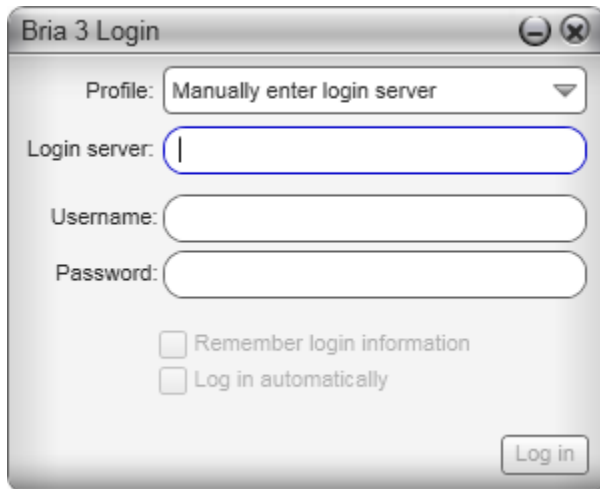 Bria 3 Login
Profile: Manually enter login server
Login server:
Username:
Password:
Remember login information
Log in automatically
Log in